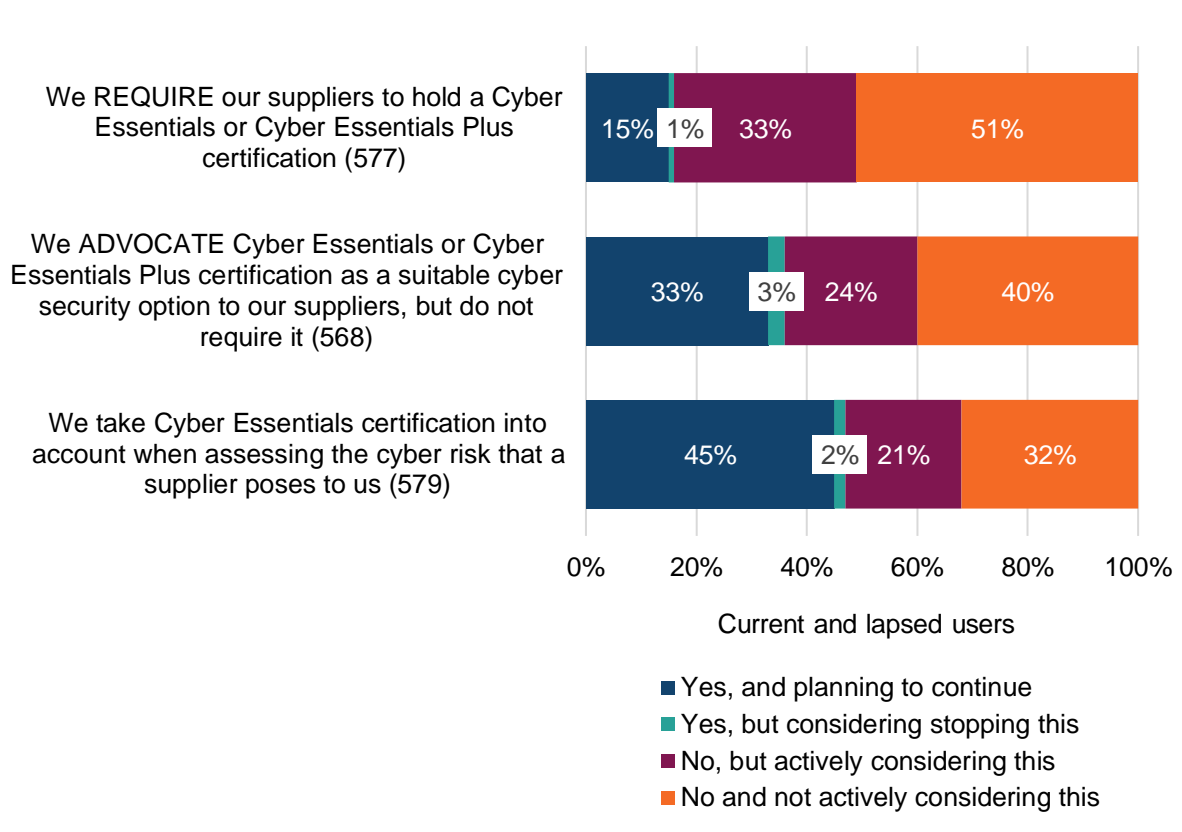 We REQUIRE our suppliers to hold a Cyber
Essentials or Cyber Essentials Plus
certification (577)
15% 1% 33% 51%
We ADVOCATE Cyber Essentials or Cyber
Essentials Plus certification as a suitable cyber
security option to our suppliers, but do not
require it (568)
33% 3% 24% 40%
We take Cyber Essentials certification into
account when assessing the cyber risk that a
supplier poses to us (579)
45% 2% 21% 32%
0% 20% 40% 60% 80% 100%
Current and lapsed users
Yes, and planning to continue
Yes, but considering stopping this
No, but actively considering this
No and not actively considering this